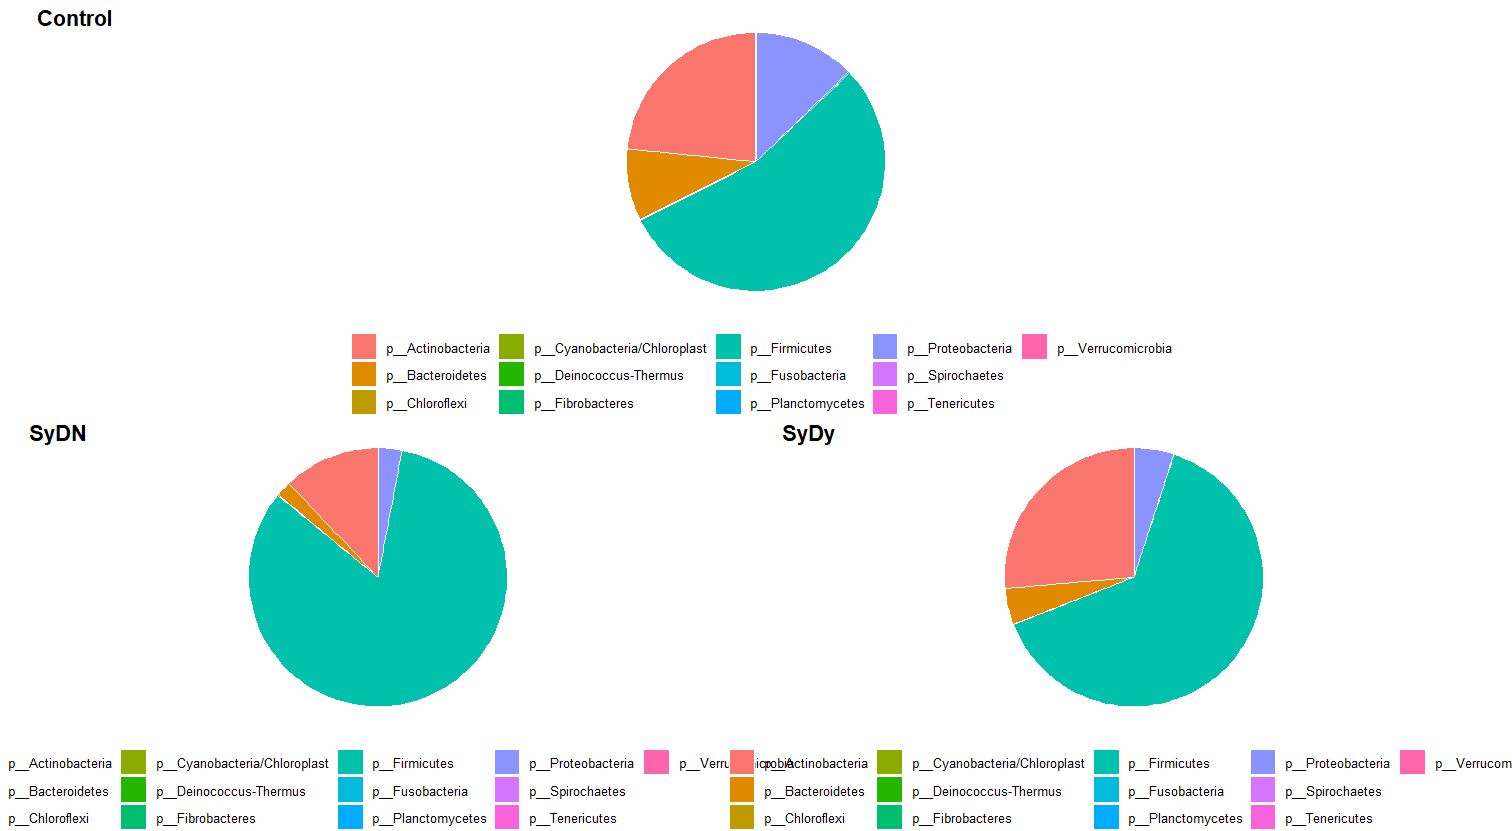 Control
p__Actinobacteria p__Cyanobacteria/Chloroplast p__Firmicutes p__Proteobacteria p__Verrucomicrobia
p__Bacteroidetes p__Deinococcus-Thermus p__Fusobacteria p__Spirochaetes
p__Chloroflexi p__Fibrobacteres p__Planctomycetes p__Tenericutes
SyDN SyDy
p__Actinobacteria p__Cyanobacteria/Chloroplast p__Firmicutes p__Proteobacteria p__Actinobacteria p__Cyanobacteria/Chloroplast p__Firmicutes p__Proteobacteria p__Verrucom
p__Bacteroidetes p__Deinococcus-Thermus p__Fusobacteria p__Spirochaetes p__Bacteroidetes p__Deinococcus-Thermus p__Fusobacteria p__Spirochaetes
p__Chloroflexi p__Fibrobacteres p__Planctomycetes p__Tenericutes p__Chloroflexi p__Fibrobacteres p__Planctomycetes p__Tenericutes